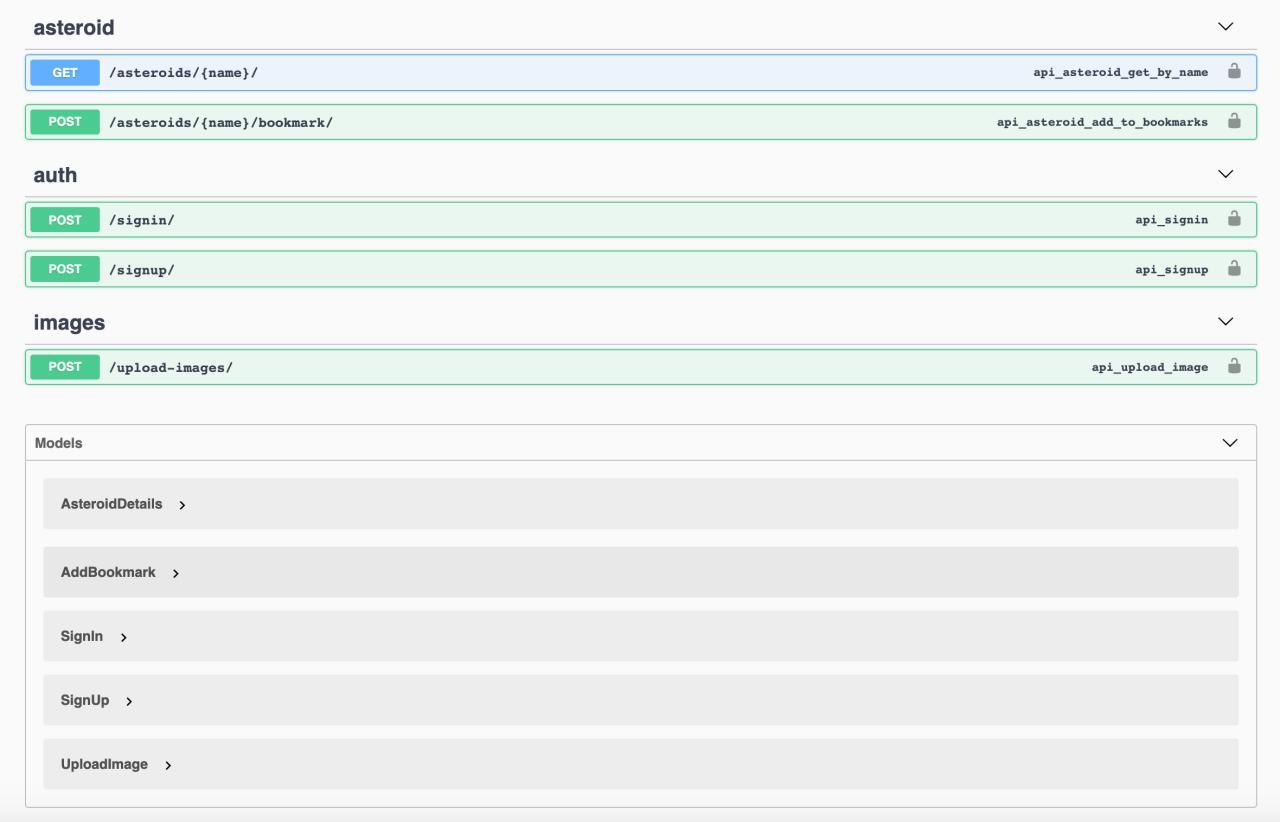 asteroid
GET /asteroids/{name}/ api_asteroid_get_by_name
POST /asteroids/{name}/bookmark/ api_asteroid_add_to_bookmarks
auth
POST /signin/ api_signin
POST /signup/ api_signup
images
POST /upload-images/ api_upload_image
Models
AsteroidDetails
AddBookmark
SignIn
SignUp
UploadImage